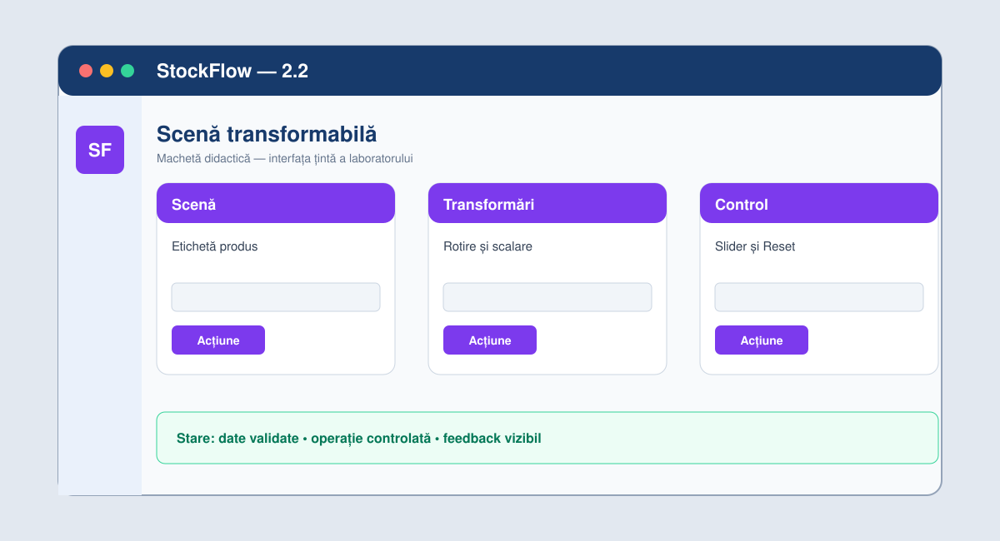 StockFlow — 2.2
SF
Scenă transformabilă
Machetă didactică — interfața țintă a laboratorului
Scenă
Etichetă produs
Acțiune
Transformări
Rotire și scalare
Acțiune
Control
Slider și Reset
Acțiune
Stare: date validate • operație controlată • feedback vizibil